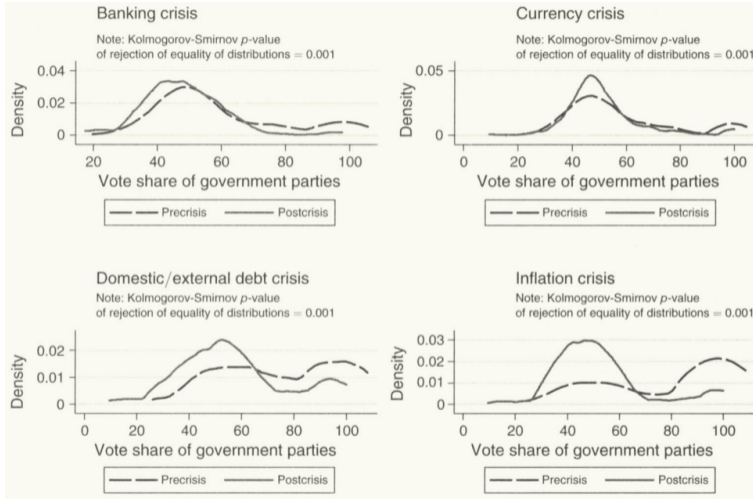 Banking crisis
Note: Kolmogorov-Smirnov p-value
of rejection of equality of distributions = 0.001
Density
0.04
0.02
0
20 40 60 80 100
Vote share of government parties
Precrisis Postcrisis
Currency crisis
Note: Kolmogorov-Smirnov p-value
of rejection of equality of distributions = 0.001
Density
0.05
0
0 20 40 60 80 100
Vote share of government parties
Precrisis Postcrisis
Domestic/external debt crisis
Note: Kolmogorov-Smirnov p-value
of rejection of equality of distributions = 0.001
Density
0.02
0.01
0
0 20 40 60 80 100
Vote share of government parties
Precrisis Postcrisis
Inflation crisis
Note: Kolmogorov-Smirnov p-value
of rejection of equality of distributions = 0.001
Density
0.03
0.02
0.01
0
0 20 40 60 80 100
Vote share of government parties
Precrisis Postcrisis